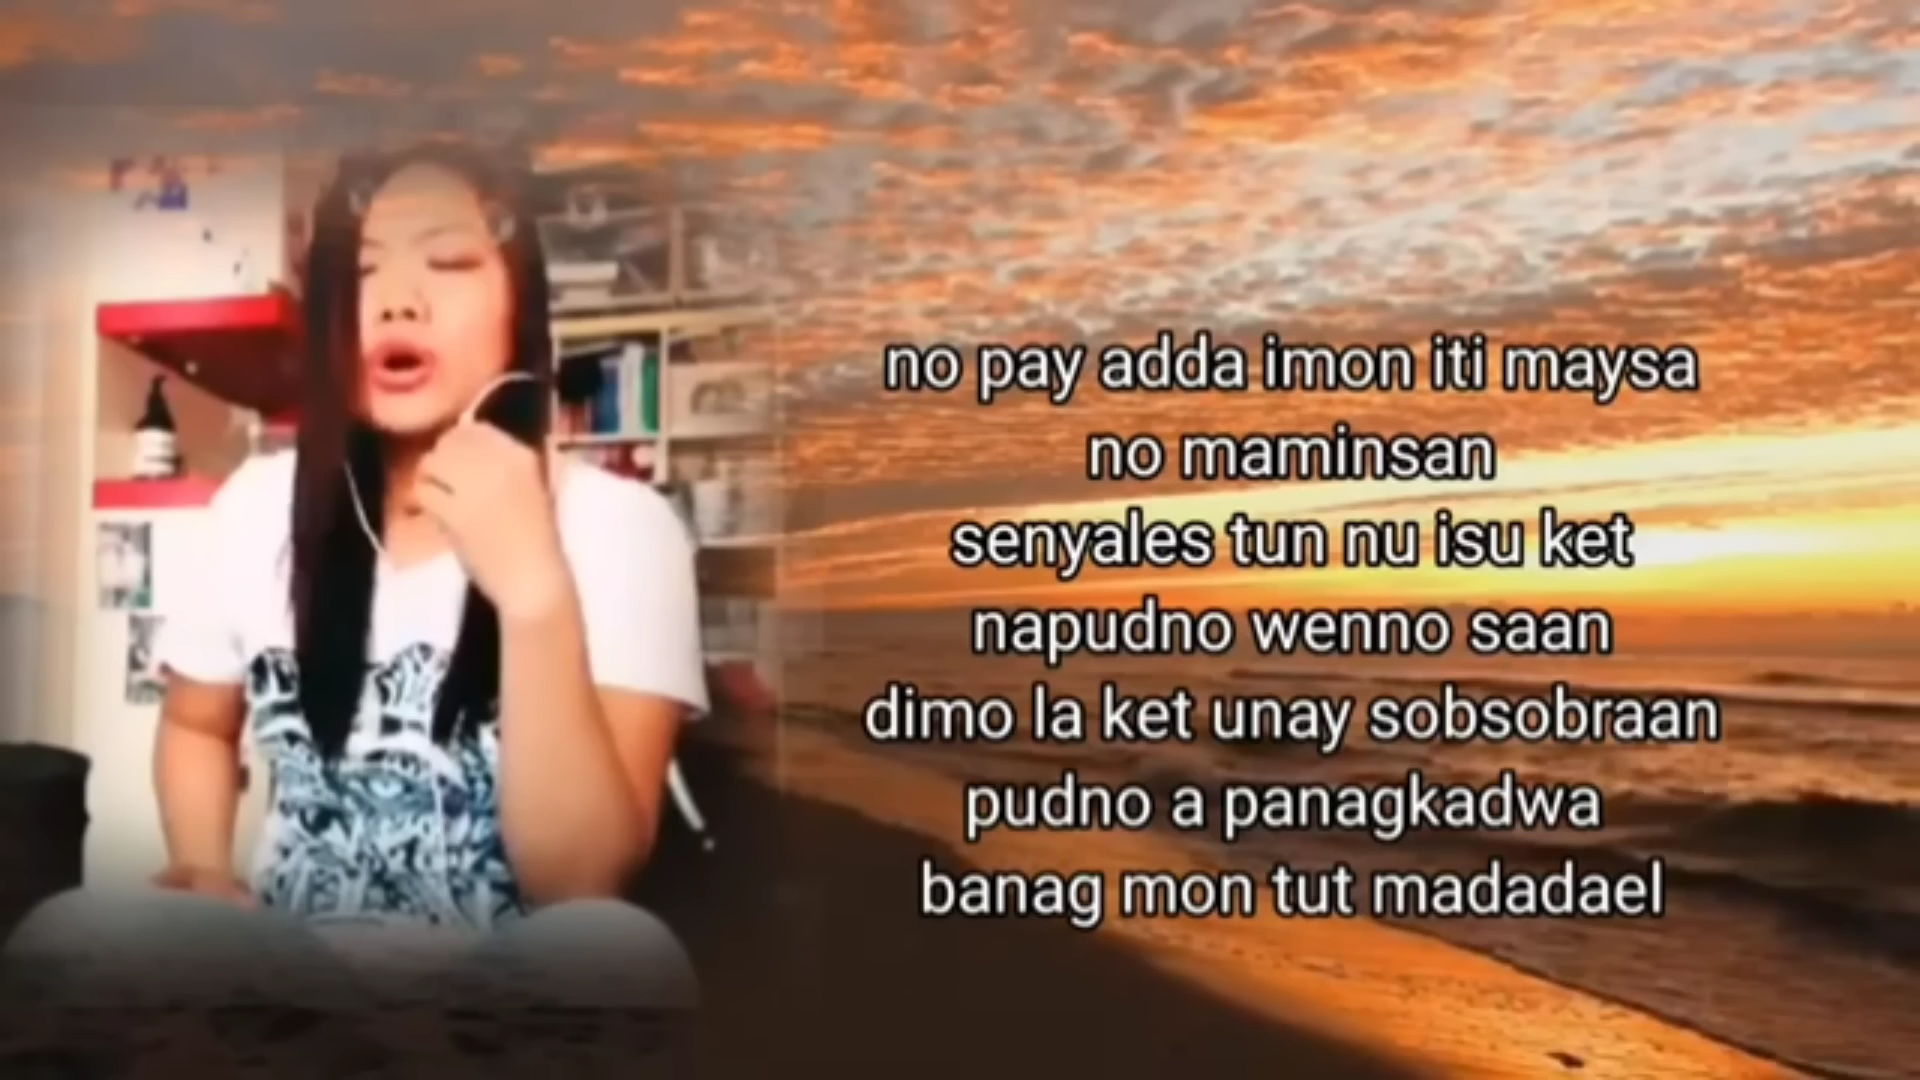 no pay adda imon iti maysa
no maminsan
senyales tun nu isu ket
napudno wenno saan
dimo la ket unay sobsobraan
pudno a panagkadwa
banag mon tut madadael